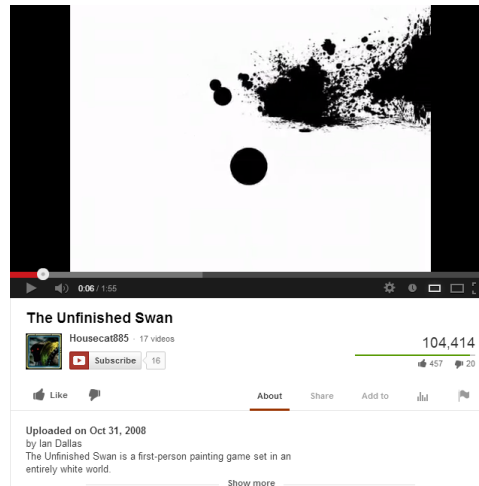 0:06 / 1:55
The Unfinished Swan
Housecat885 · 17 videos
Subscribe 16
104,414
457 20
Like
About Share Add to
Uploaded on Oct 31, 2008
by Ian Dallas
The Unfinished Swan is a first-person painting game set in an
entirely white world.
Show more